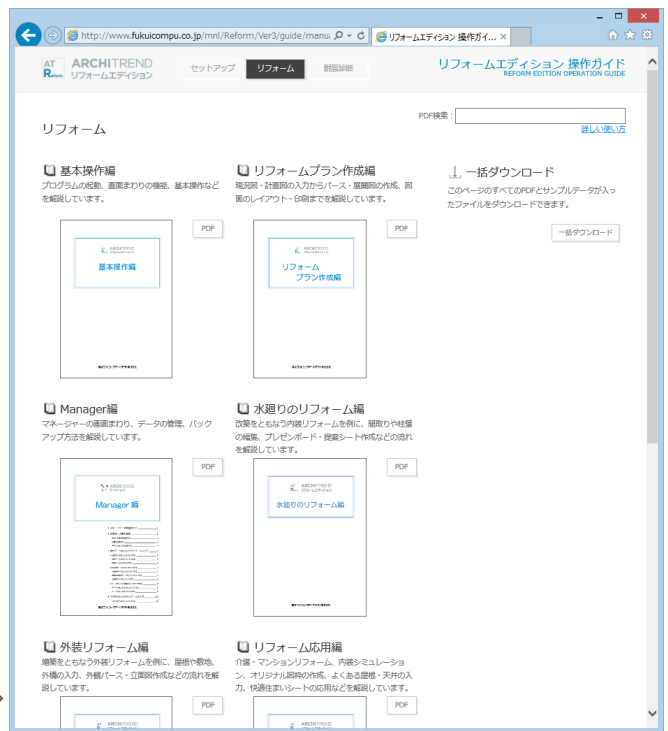 http://www.fukuicompu.co.jp/mnl/Reform/Ver3/guide/manu
リフォームエディション 操作ガイ...
AT Reform
ARCHITREND
リフォームエディション
セットアップ
リフォーム
耐震診断
リフォームエディション 操作ガイド
REFORM EDITION OPERATION GUIDE
PDF検索：
詳しい使い方
リフォーム
基本操作編
プログラムの起動、画面まわりの機能、基本操作など
を解説しています。
PDF
ARCHITREND
基本操作編
リフォームプラン作成編
現況図・計画図の入力からパース・展開図の作成、図
面のレイアウト・印刷までを解説しています。
PDF
ARCHITREND
リフォーム
プラン作成編
一括ダウンロード
このページのすべてのPDFとサンプルデータが入っ
たファイルをダウンロードできます。
一括ダウンロード
Manager編
マネージャーの画面まわり、データの管理、バック
アップ方法を解説しています。
PDF
Manager 編
水廻りのリフォーム編
改築をともなう内装リフォームを例に、間取りや柱壁
の編集、プレゼンボード・提案シート作成などの流れ
を解説しています。
PDF
ARCHITREND
水廻りのリフォーム編
外装リフォーム編
増築をともなう外装リフォームを例に、屋根や敷地、
外構の入力、外観パース・立面図作成などの流れを解
説しています。
PDF
ARCHITREND
リフォーム応用編
介護・マンションリフォーム、内装シミュレーショ
ン、オリジナル図枠の作成、よくある屋根・天井の入
力、快適住まいシートの応用などを解説しています。
PDF
ARCHITREND